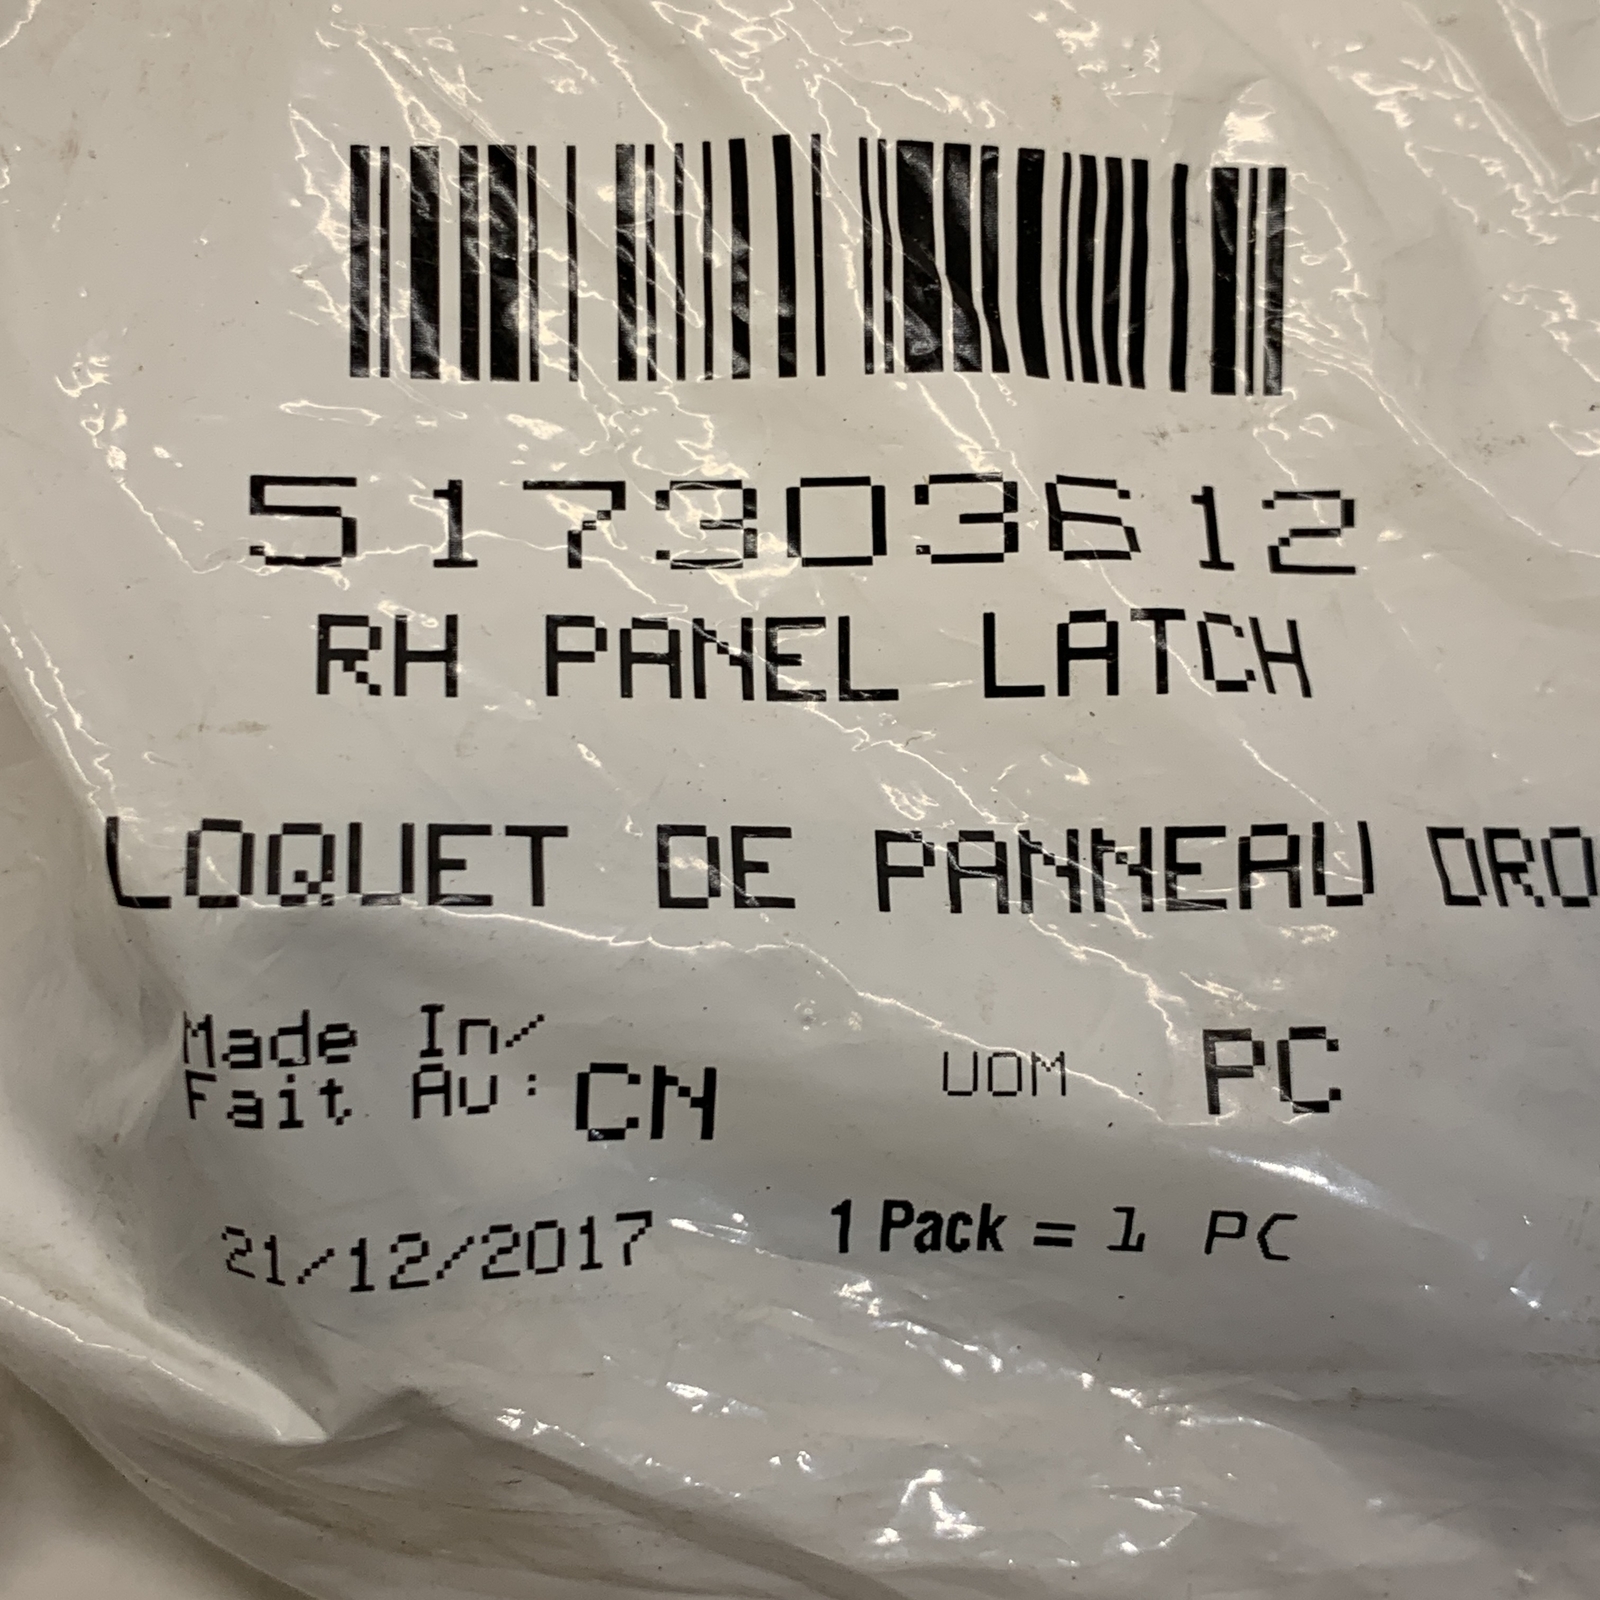 517303612
RH PANEL LATCH
LOQUET DE PANNEAU DRO
Made In/
Fait Au: CN
UOM : PC
21/12/2017
1 Pack = 1 PC